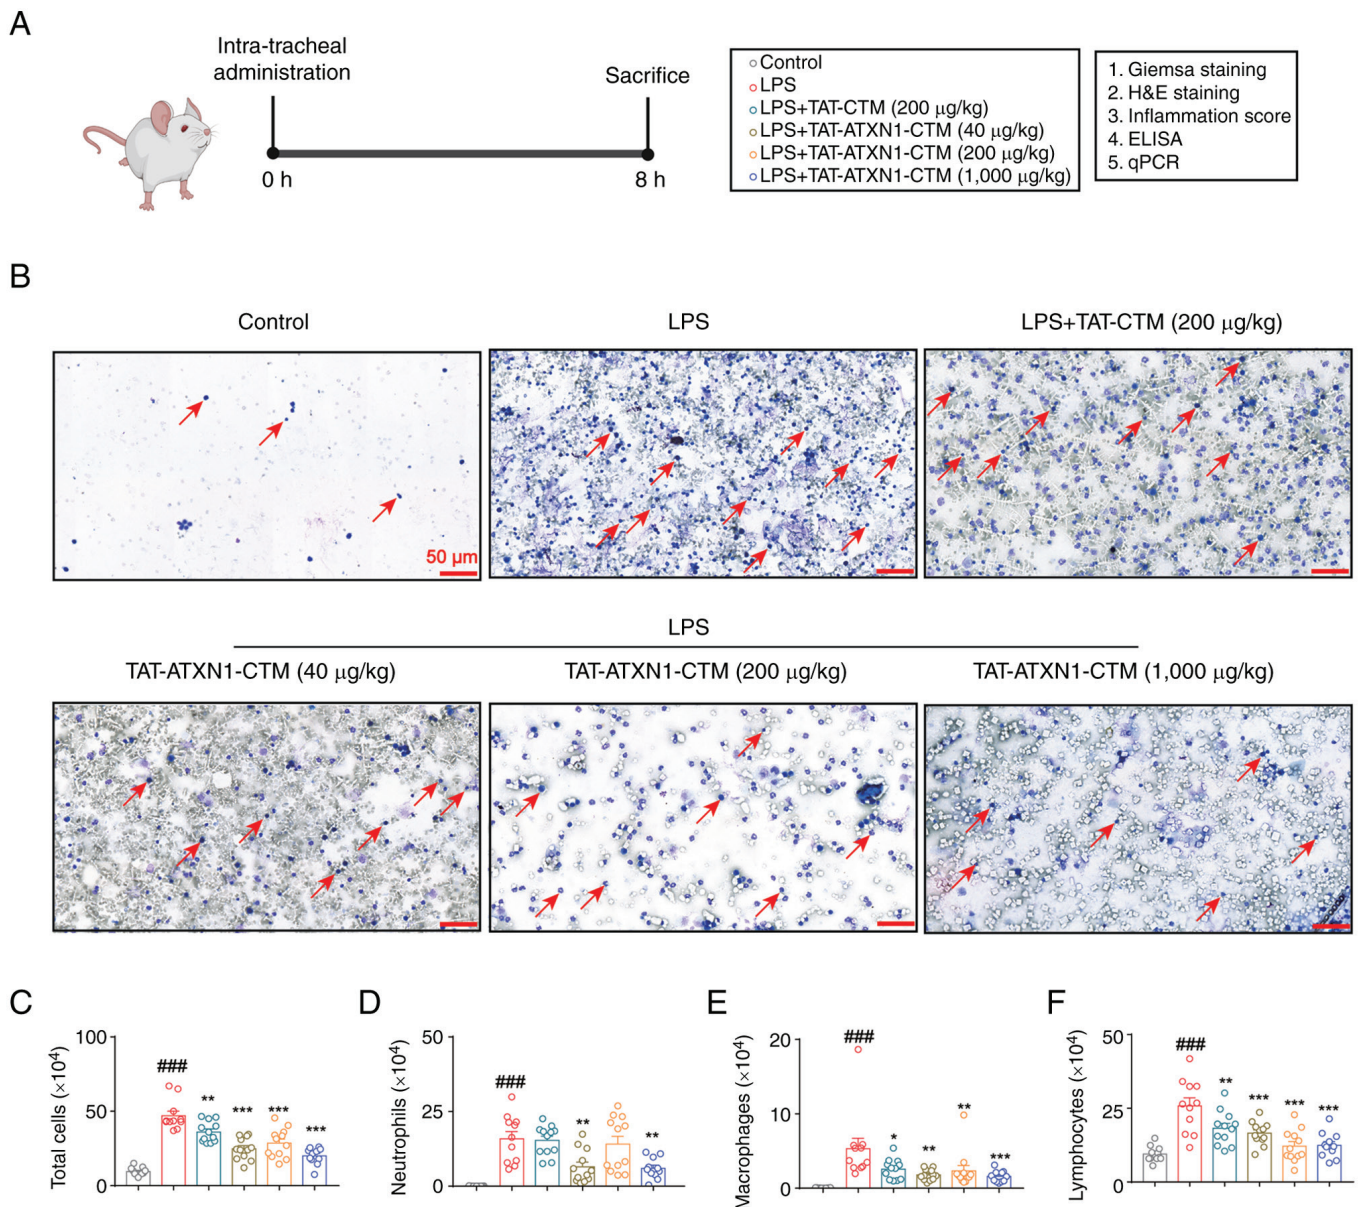 A
Intra-tracheal
administration
Sacrifice
0 h
8 h
Control
LPS
LPS+TAT-CTM (200 µg/kg)
LPS+TAT-ATXN1-CTM (40 µg/kg)
LPS+TAT-ATXN1-CTM (200 µg/kg)
LPS+TAT-ATXN1-CTM (1,000 µg/kg)
1. Giemsa staining
2. H&E staining
3. Inflammation score
4. ELISA
5. qPCR
B
Control
LPS
LPS+TAT-CTM (200 µg/kg)
50 µm
LPS
TAT-ATXN1-CTM (40 µg/kg)
TAT-ATXN1-CTM (200 µg/kg)
TAT-ATXN1-CTM (1,000 µg/kg)
C
Total cells (×10⁴)
100
50
0
###
**
***
***
***
D
Neutrophils (×10⁴)
50
25
0
###
**
**
E
Macrophages (×10⁴)
20
10
0
###
*
**
**
***
F
Lymphocytes (×10⁴)
50
25
0
###
**
***
***
***